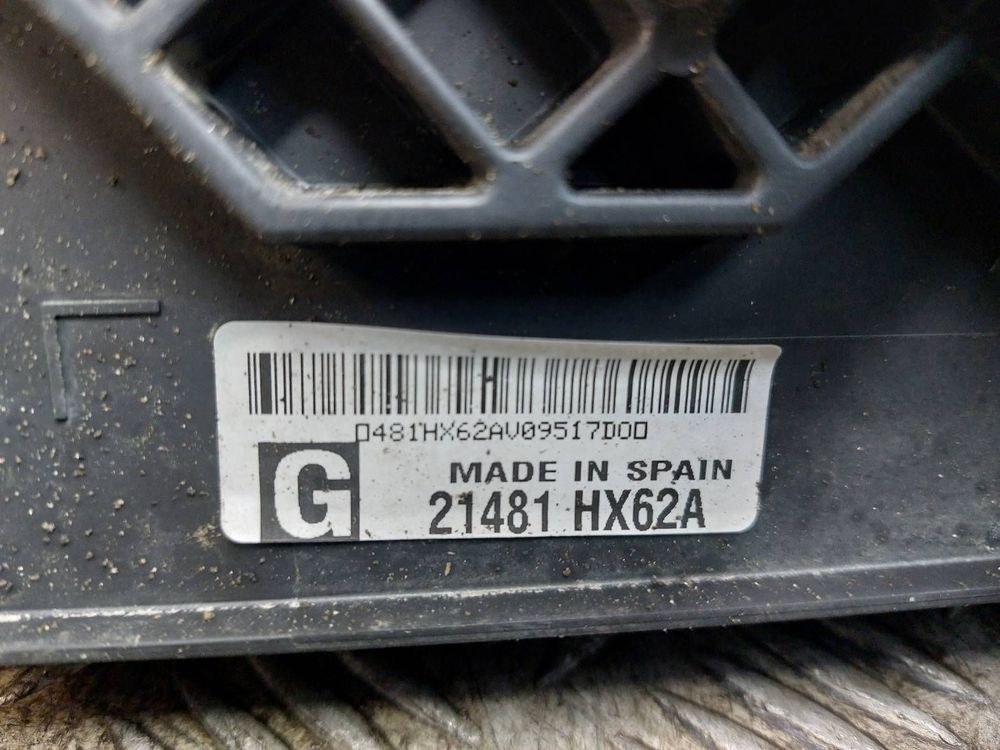 0481HX62AV09517D00
G
MADE IN SPAIN
21481 HX62A